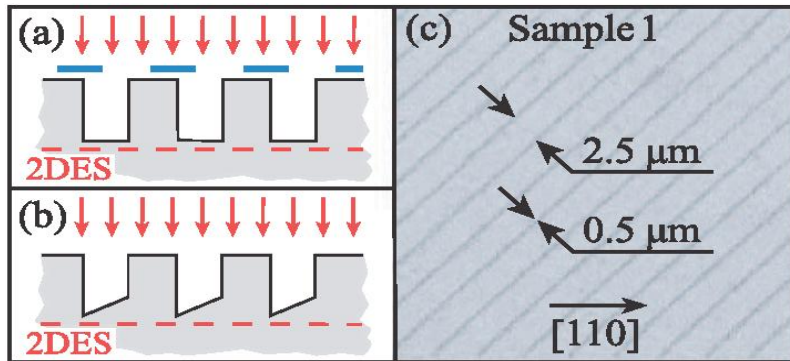 (a)
2DES
(b)
2DES
(c) Sample 1
2.5 μm
0.5 μm
[110]